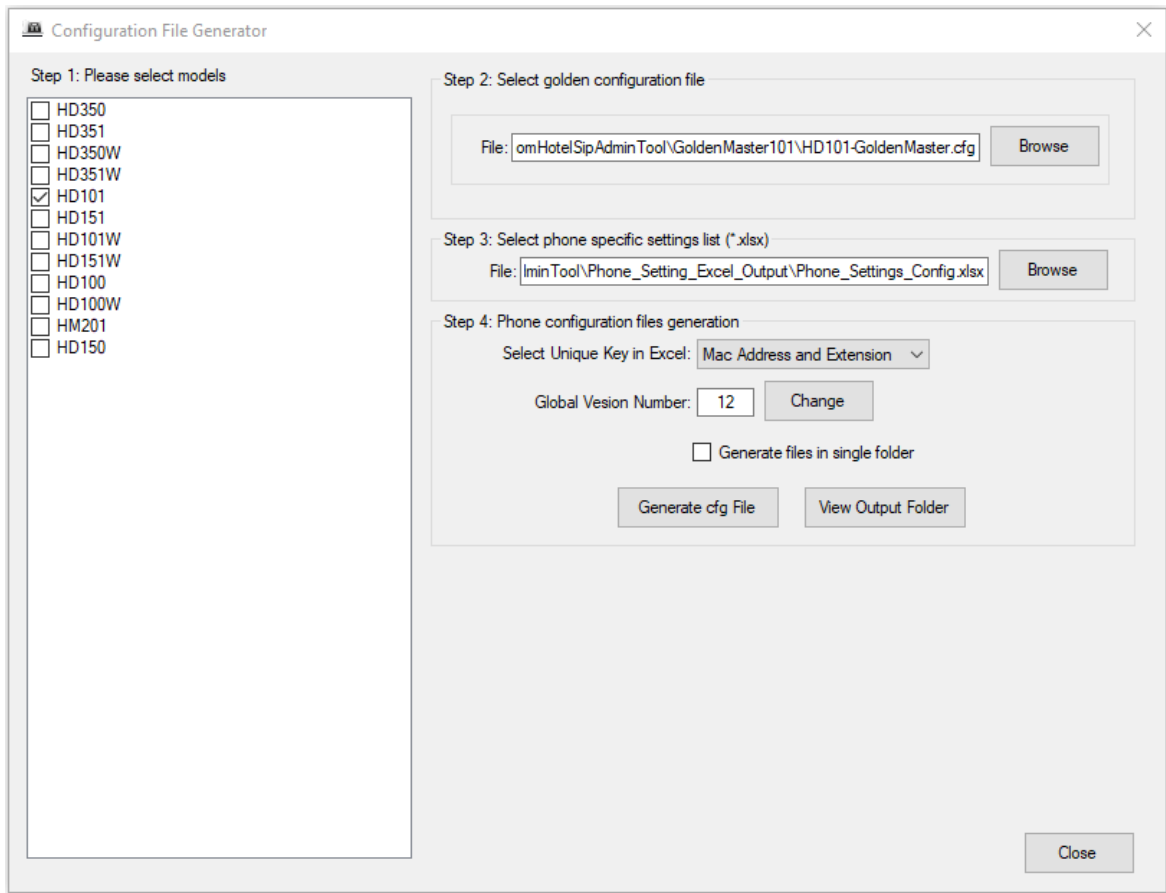 Configuration File Generator
Step 1: Please select models
HD350
HD351
HD350W
HD351W
HD101
HD151
HD101W
HD151W
HD100
HD100W
HM201
HD150
Step 2: Select golden configuration file
File: omHotelSipAdminTool\GoldenMaster101\HD101-GoldenMaster.cfg Browse
Step 3: Select phone specific settings list (*.xlsx)
File: lminTool\Phone_Setting_Excel_Output\Phone_Settings_Config.xlsx Browse
Step 4: Phone configuration files generation
Select Unique Key in Excel: Mac Address and Extension
Global Vesion Number: 12 Change
Generate files in single folder
Generate cfg File View Output Folder
Close